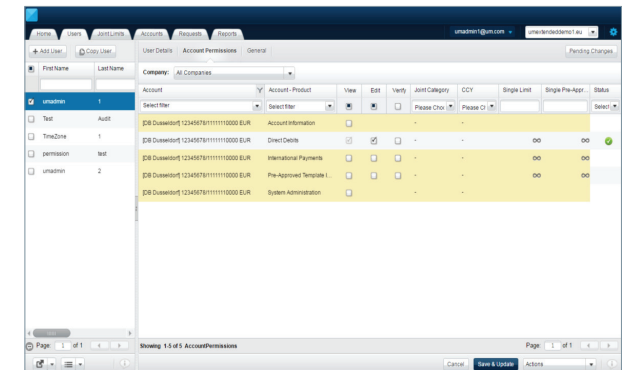 Home Users Joint Limits Accounts Requests Reports umadmin1@um.com umextendeddemo1.eu
Add User Copy User User Details Account Permissions General Pending Changes
First Name Last Name Company: All Companies
Account Account - Product View Edit Verify Joint Category CCY Single Limit Single Pre-Appr... Status
Select filter Select filter Please Choo Please Cl Select
umadmin 1
Test Audit
TimeZone 1
permission test
umadmin 2
[DB Dusseldorf] 12345678/11111110000 EUR Account Information - -
[DB Dusseldorf] 12345678/11111110000 EUR Direct Debits - - ∞ ∞
[DB Dusseldorf] 12345678/11111110000 EUR International Payments - - ∞ ∞
[DB Dusseldorf] 12345678/11111110000 EUR Pre-Approved Template I... - - ∞ ∞
[DB Dusseldorf] 12345678/11111110000 EUR System Administration - -
Page: 1 of 1 Showing 1-5 of 5 AccountPermissions Page: 1 of 1
Cancel Save & Update Actions